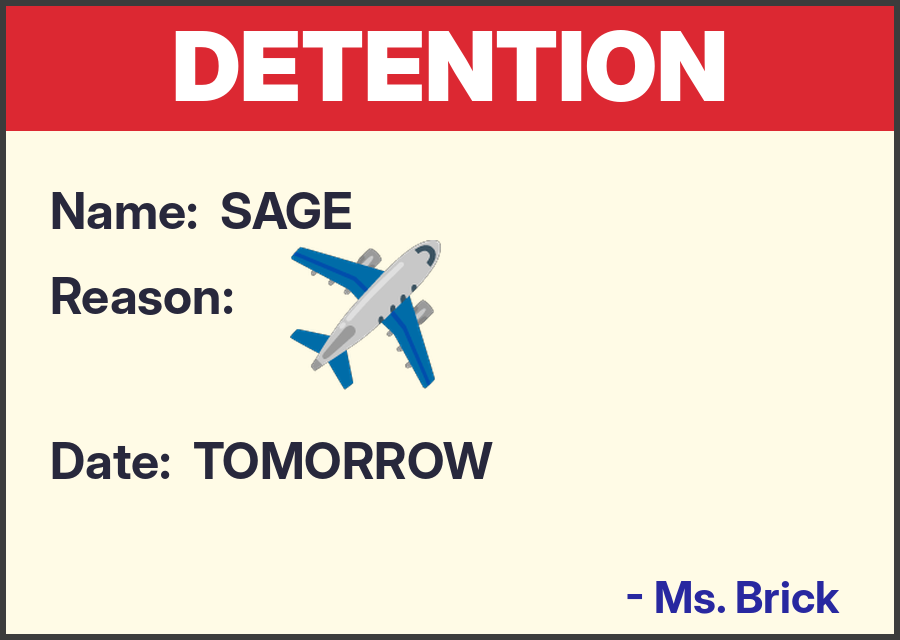 DETENTION
Name: SAGE
Reason:
Date: TOMORROW
- Ms. Brick